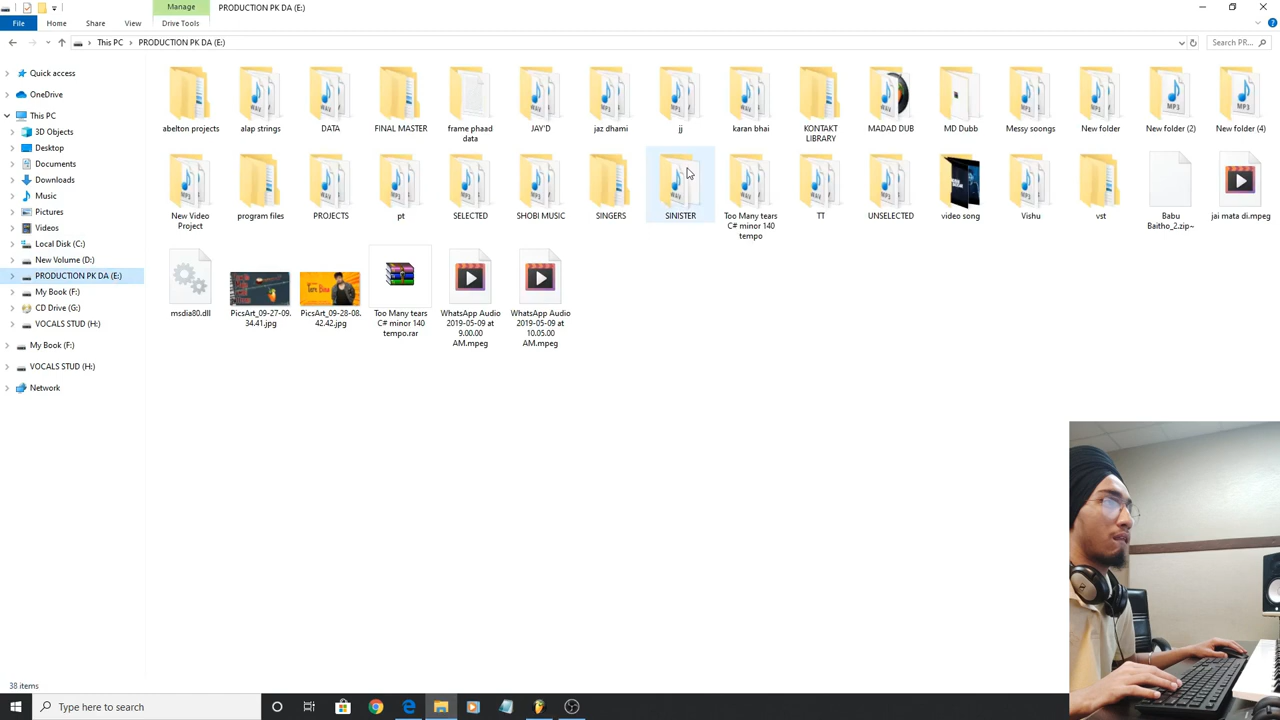 Manage
PRODUCTION PK DA (E:)
File
Home
Share
View
Drive Tools
This PC
PRODUCTION PK DA (E:)
Search PR...
Quick access
OneDrive
This PC
3D Objects
Desktop
Documents
Downloads
Music
Pictures
Videos
Local Disk (C:)
New Volume (D:)
PRODUCTION PK DA (E:)
My Book (F:)
CD Drive (G:)
VOCALS STUD (H:)
My Book (F:)
VOCALS STUD (H:)
Network
abelton projects
alap strings
DATA
FINAL MASTER
frame phaad
data
JAY'D
jaz dhami
jj
karan bhai
KONTAKT
LIBRARY
MADAD DUB
MD Dubb
Messy soongs
New folder
New folder (2)
New folder (4)
New Video
Project
program files
PROJECTS
pt
SELECTED
SHOBI MUSIC
SINGERS
SINISTER
Too Many tears
C# minor 140
tempo
TT
UNSELECTED
video song
Vishu
vst
Babu
Baitho_2.zip~
jai mata di.mpeg
msdia80.dll
PicsArt_09-27-09.
34.41.jpg
PicsArt_09-28-08.
42.42.jpg
Too Many tears
C# minor 140
tempo.rar
WhatsApp Audio
2019-05-09 at
9.00.00
AM.mpeg
WhatsApp Audio
2019-05-09 at
10.05.00
AM.mpeg
38 items
Type here to search